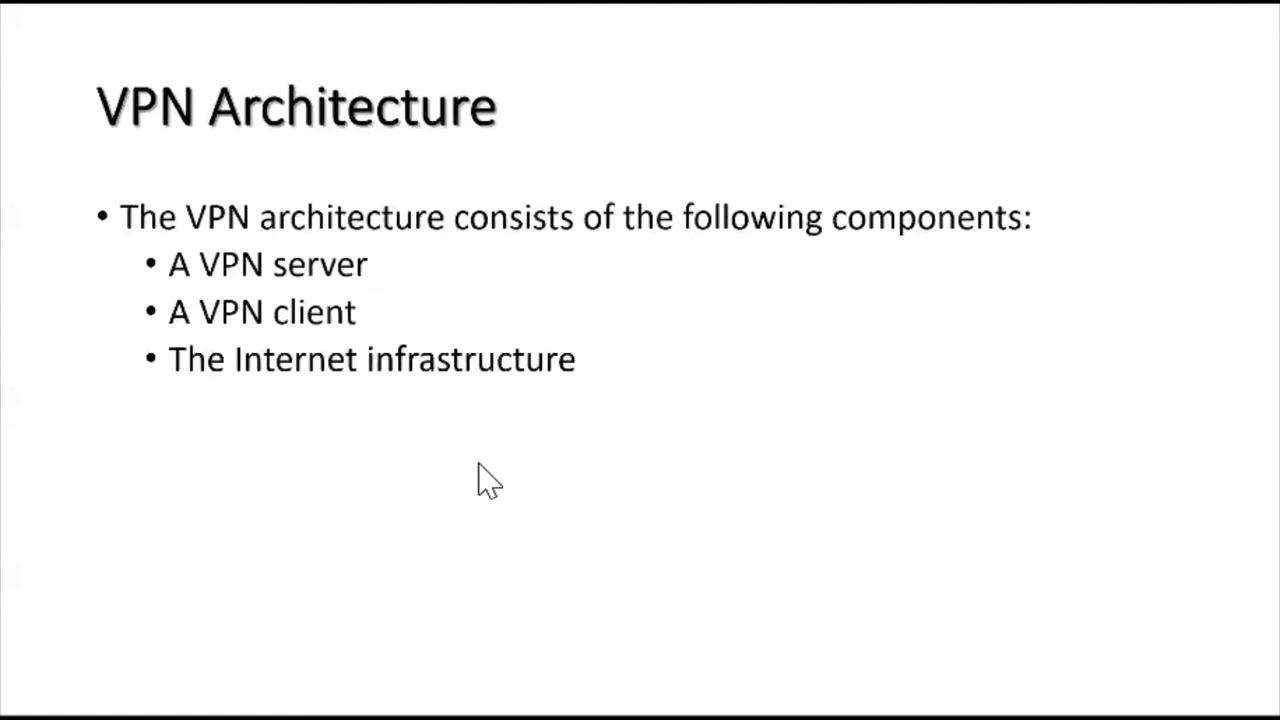 VPN Architecture
• The VPN architecture consists of the following components:
• A VPN server
• A VPN client
• The Internet infrastructure